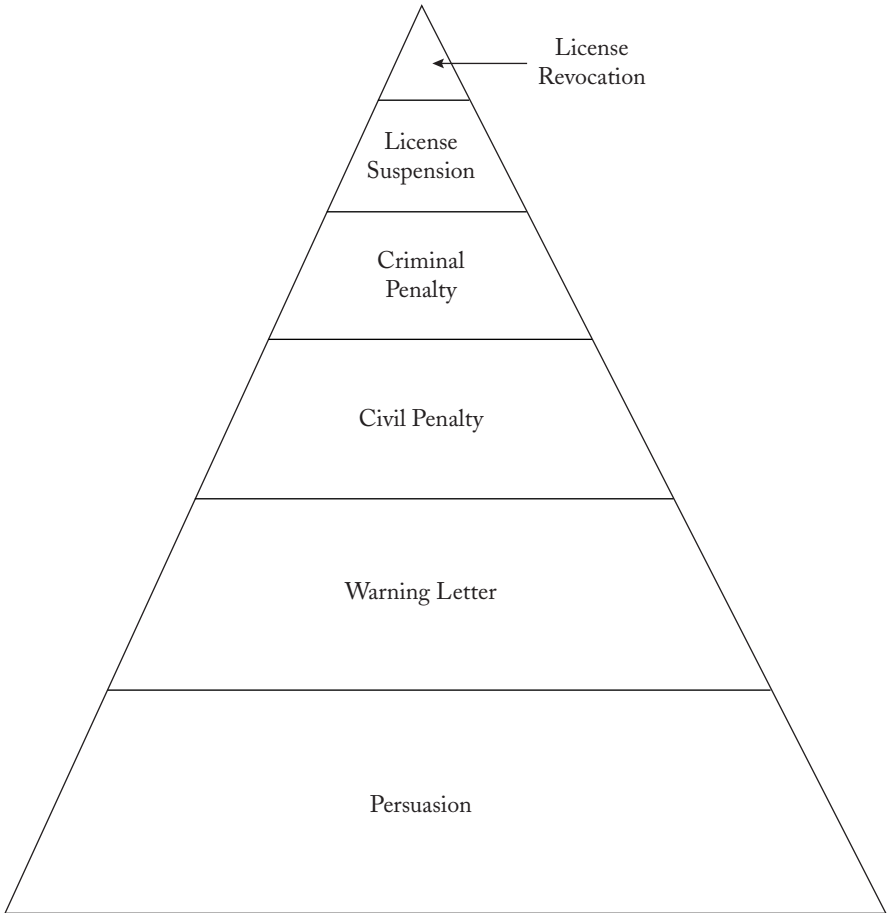 License
Revocation
License
Suspension
Criminal
Penalty
Civil Penalty
Warning Letter
Persuasion